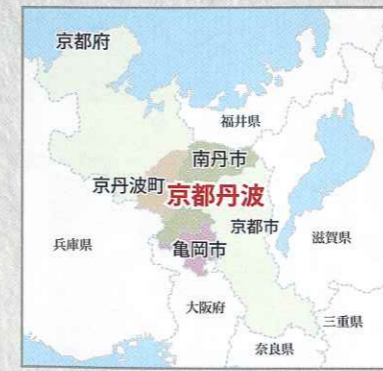 京都府
福井県
南丹市
京丹波町
京都丹波
京都市
兵庫県
亀岡市
滋賀県
大阪府
三重県
奈良県